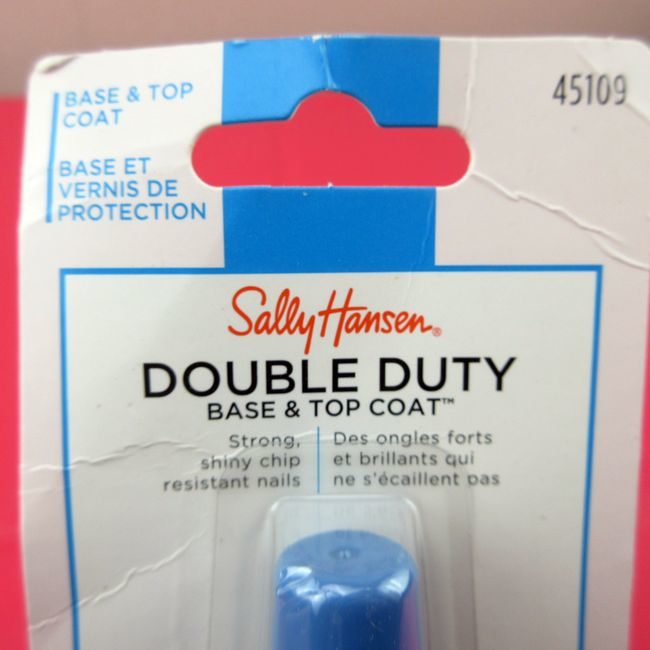 BASE & TOP
COAT
BASE ET
VERNIS DE
PROTECTION
45109
Sally Hansen®
DOUBLE DUTY
BASE & TOP COAT™
Strong,
shiny chip
resistant nails
Des ongles forts
et brillants qui
ne s'écaillent pas